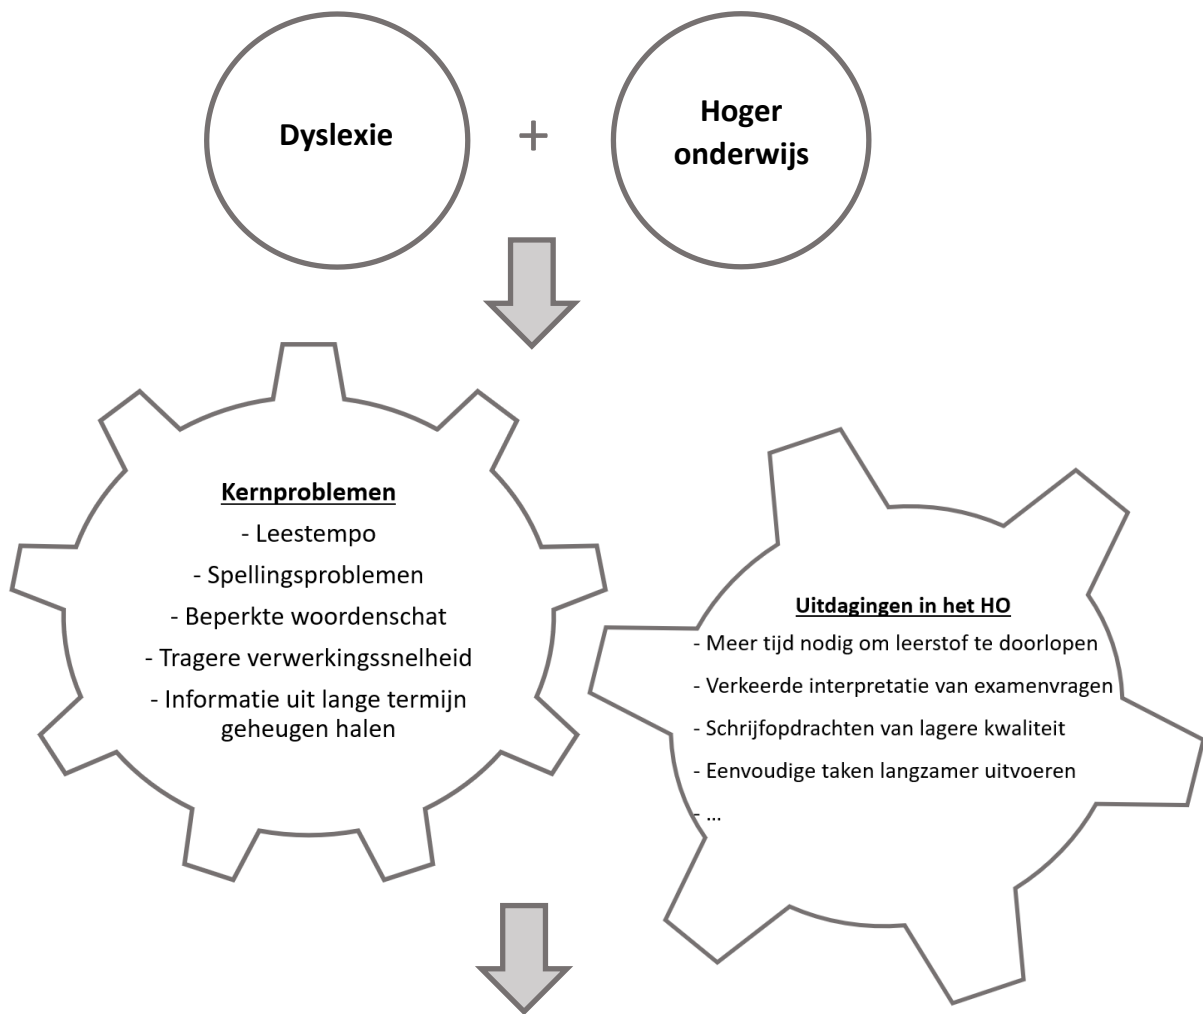 Dyslexie
+
Hoger
onderwijs
Kernproblemen
- Leestempo
- Spellingsproblemen
- Beperkte woordenschat
- Tragere verwerkingssnelheid
- Informatie uit lange termijn
geheugen halen
Uitdagingen in het HO
- Meer tijd nodig om leerstof te doorlopen
- Verkeerde interpretatie van examenvragen
- Schrijfopdrachten van lagere kwaliteit
- Eenvoudige taken langzamer uitvoeren
- ...